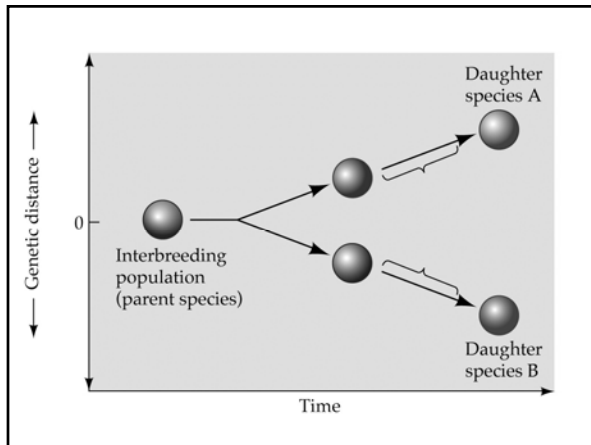 Daughter
species A
Genetic distance
0
Interbreeding
population
(parent species)
Daughter
species B
Time